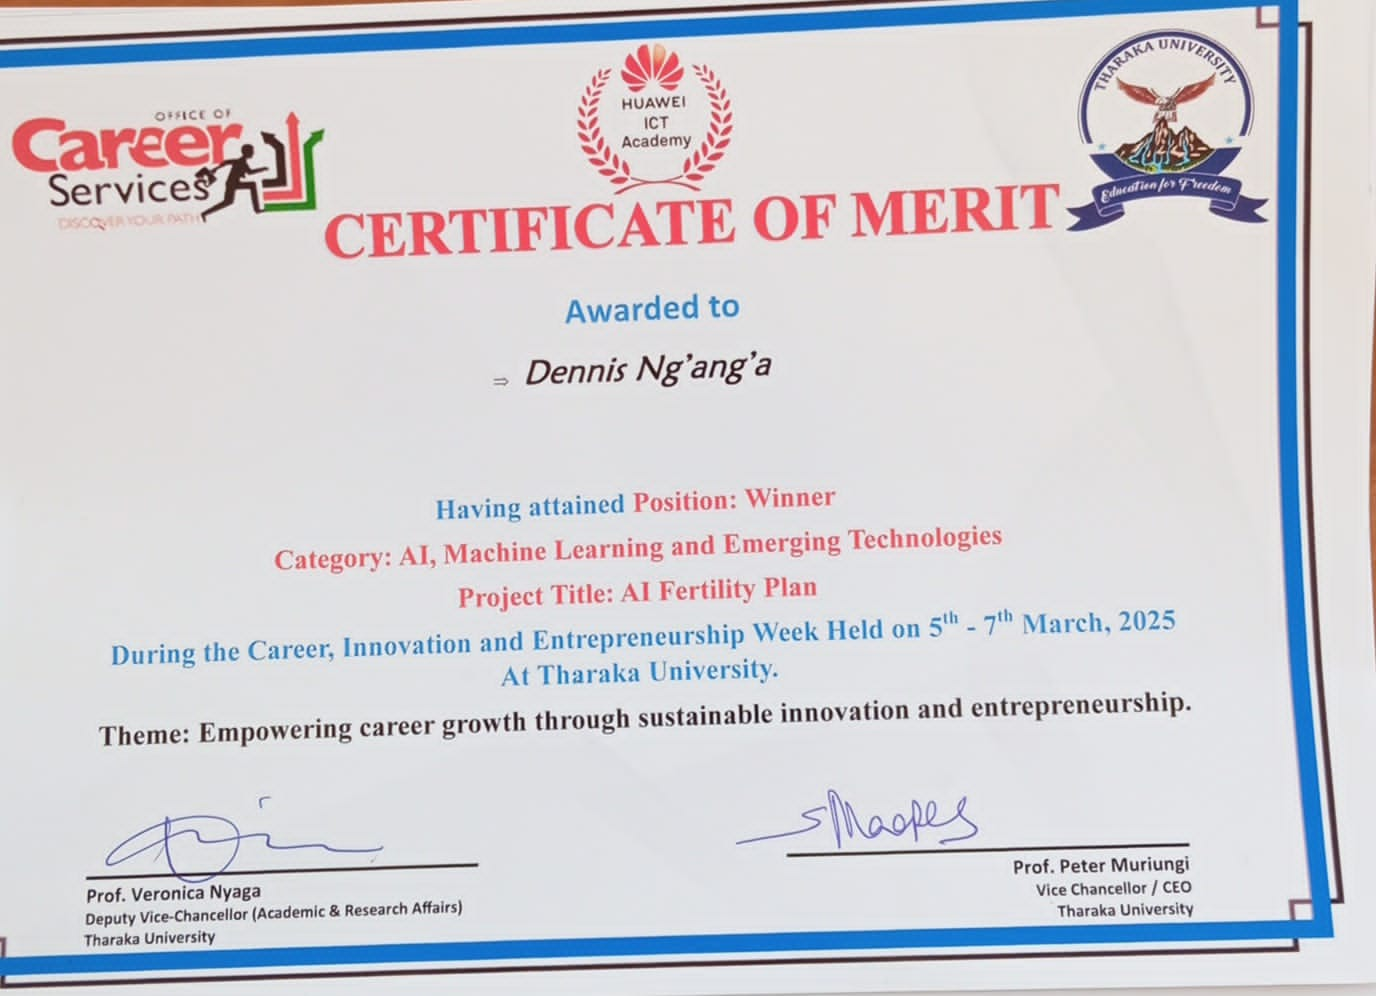 OFFICE OF
Career
Services
DISCOVER YOUR PATH
HUAWEI
ICT
Academy
THARAKA UNIVERSITY
Education for Freedom
CERTIFICATE OF MERIT
Awarded to
⇒ Dennis Ng'ang'a
Having attained Position: Winner
Category: AI, Machine Learning and Emerging Technologies
Project Title: AI Fertility Plan
During the Career, Innovation and Entrepreneurship Week Held on 5th - 7th March, 2025
At Tharaka University.
Theme: Empowering career growth through sustainable innovation and entrepreneurship.
Prof. Veronica Nyaga
Deputy Vice-Chancellor (Academic & Research Affairs)
Tharaka University
Prof. Peter Muriungi
Vice Chancellor / CEO
Tharaka University